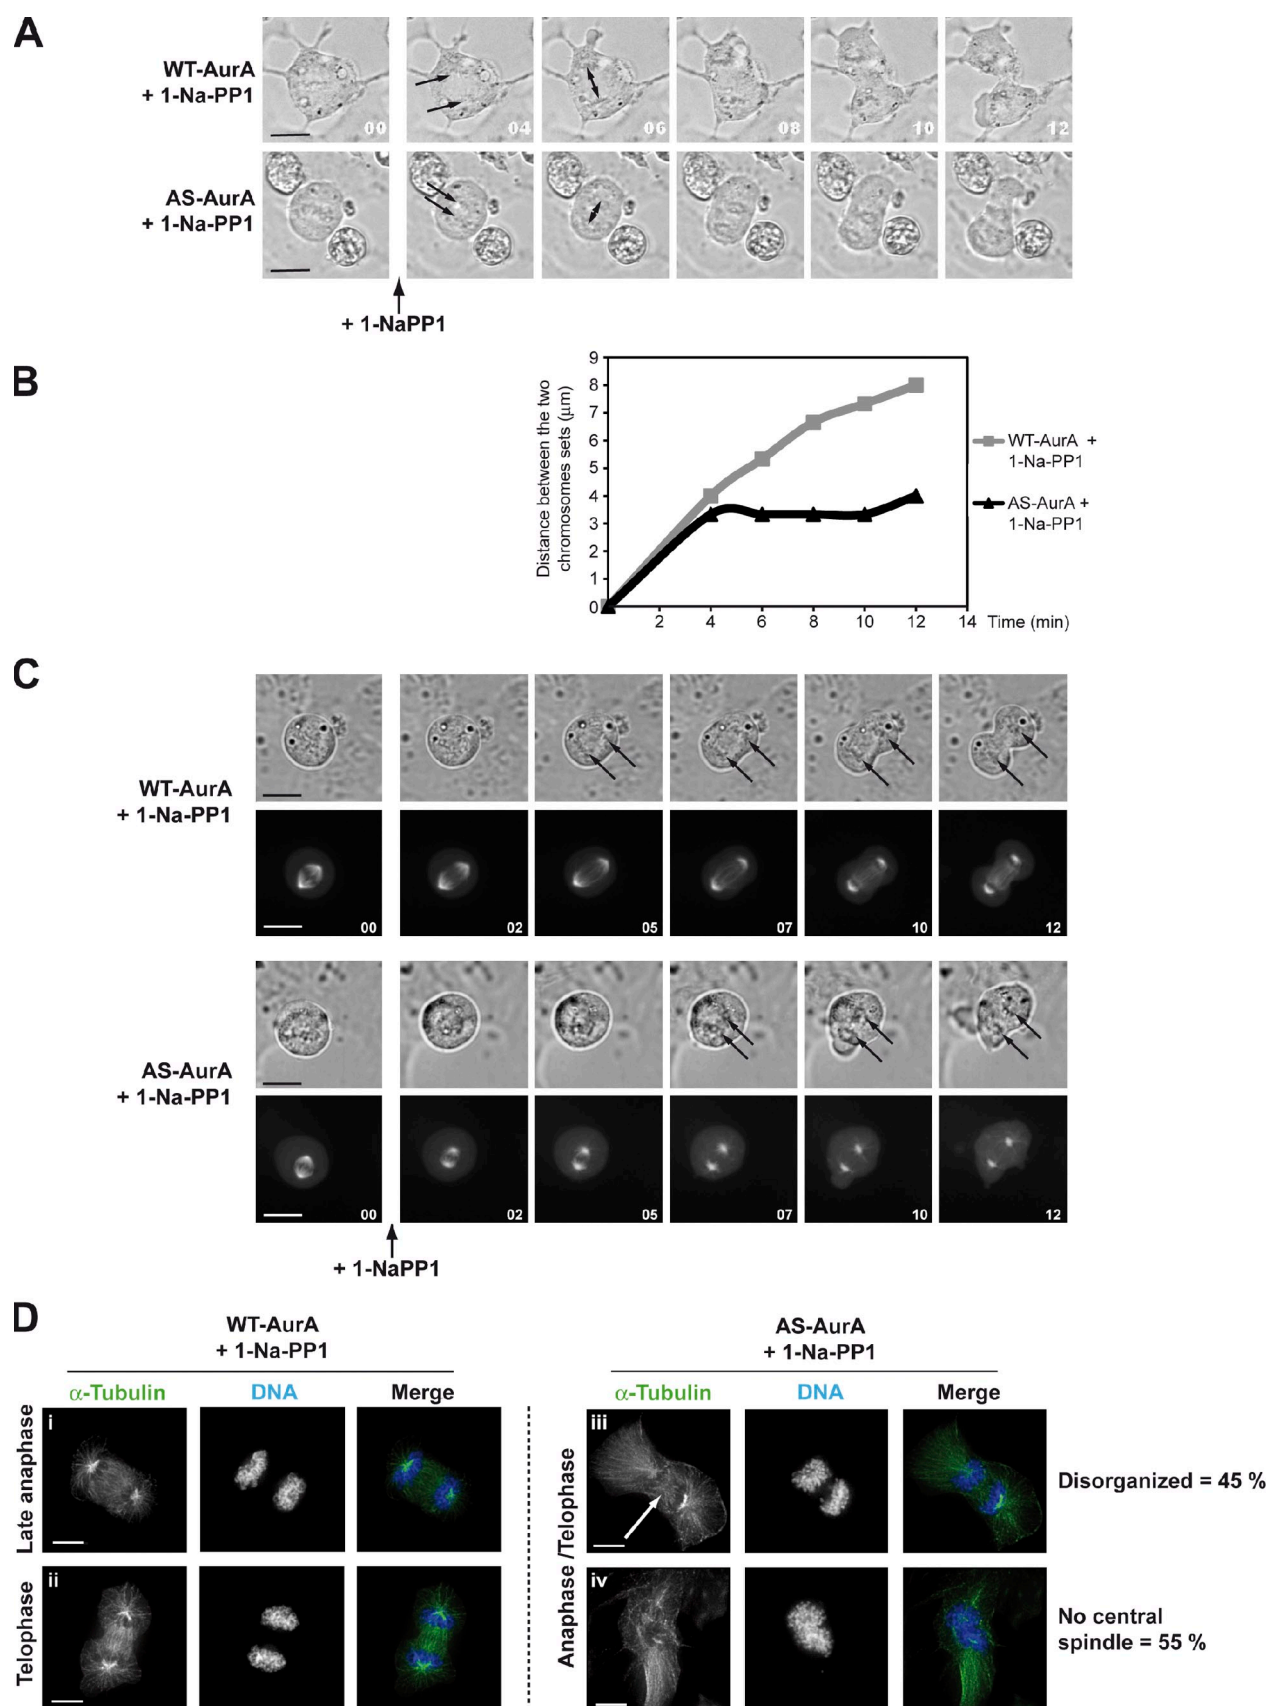 A
WT-AurA
+ 1-Na-PP1
00
04
06
08
10
12
AS-AurA
+ 1-Na-PP1
+ 1-NaPP1
B
Distance between the two
chromosomes sets (μm)
9
8
7
6
5
4
3
2
1
0
2
4
6
8
10
12
14
Time (min)
WT-AurA +
1-Na-PP1
AS-AurA +
1-Na-PP1
C
WT-AurA
+ 1-Na-PP1
00
02
05
07
10
12
AS-AurA
+ 1-Na-PP1
00
02
05
07
10
12
+ 1-NaPP1
D
WT-AurA
+ 1-Na-PP1
α-Tubulin
DNA
Merge
Late anaphase
i
Telophase
ii
AS-AurA
+ 1-Na-PP1
α-Tubulin
DNA
Merge
Anaphase /Telophase
iii
Disorganized = 45 %
iv
No central
spindle = 55 %